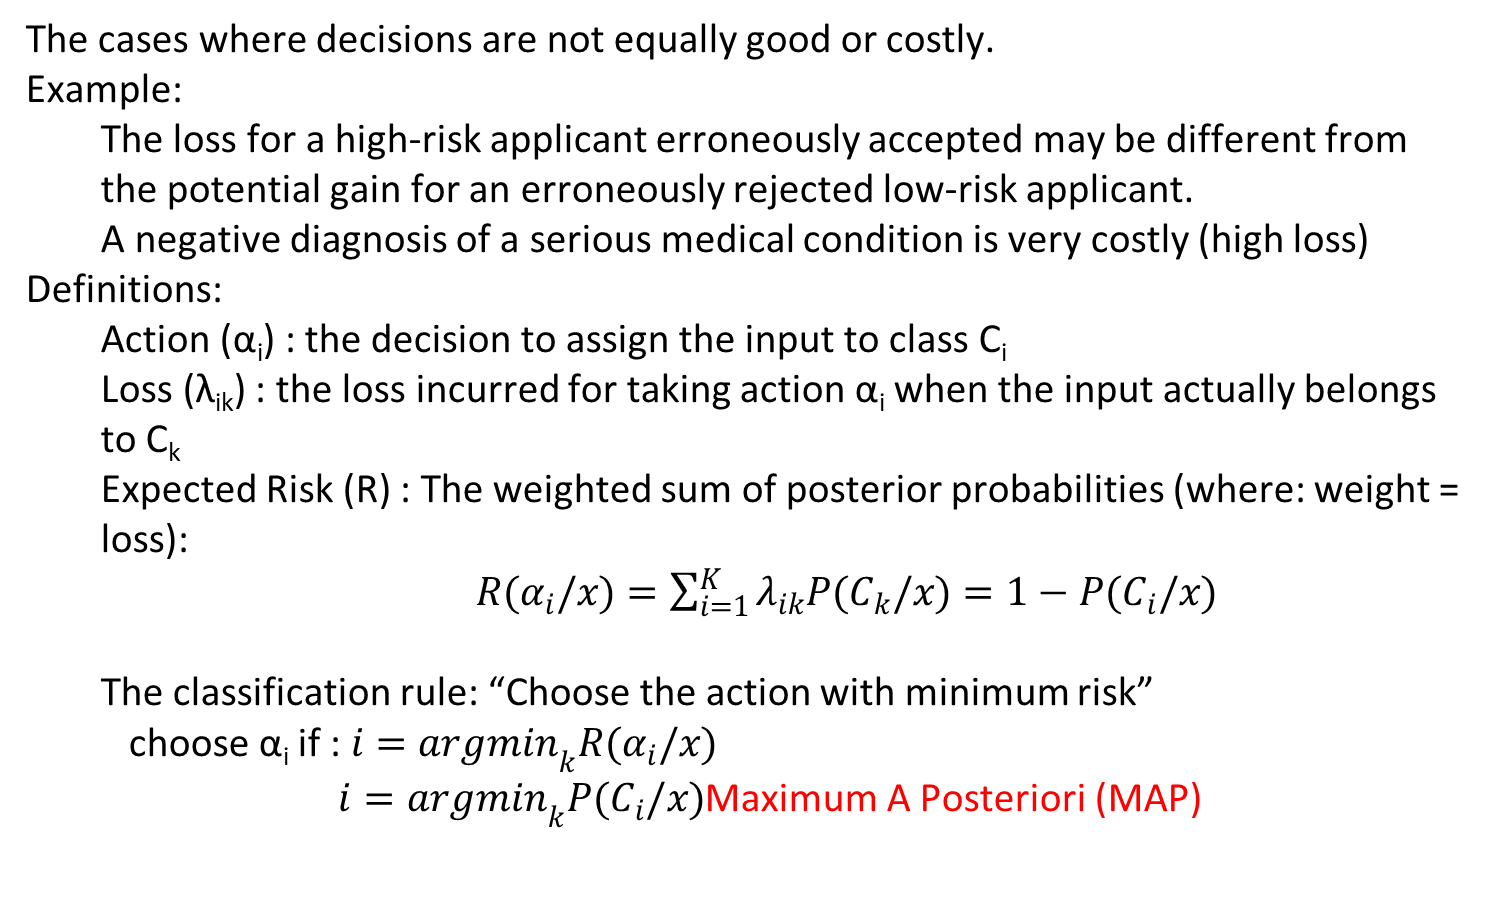 The cases where decisions are not equally good or costly.
Example:
The loss for a high-risk applicant erroneously accepted may be different from
the potential gain for an erroneously rejected low-risk applicant.
A negative diagnosis of a serious medical condition is very costly (high loss)
Definitions:
Action (αᵢ) : the decision to assign the input to class Cᵢ
Loss (λᵢₖ) : the loss incurred for taking action αᵢ when the input actually belongs
to Cₖ
Expected Risk (R) : The weighted sum of posterior probabilities (where: weight =
loss):
R(αᵢ/x) = ∑ᵢ₌₁ᴷ λᵢₖP(Cₖ/x) = 1 − P(Cᵢ/x)
The classification rule: “Choose the action with minimum risk”
choose αᵢ if : i = argminₖR(αᵢ/x)
i = argminₖP(Cᵢ/x)Maximum A Posteriori (MAP)